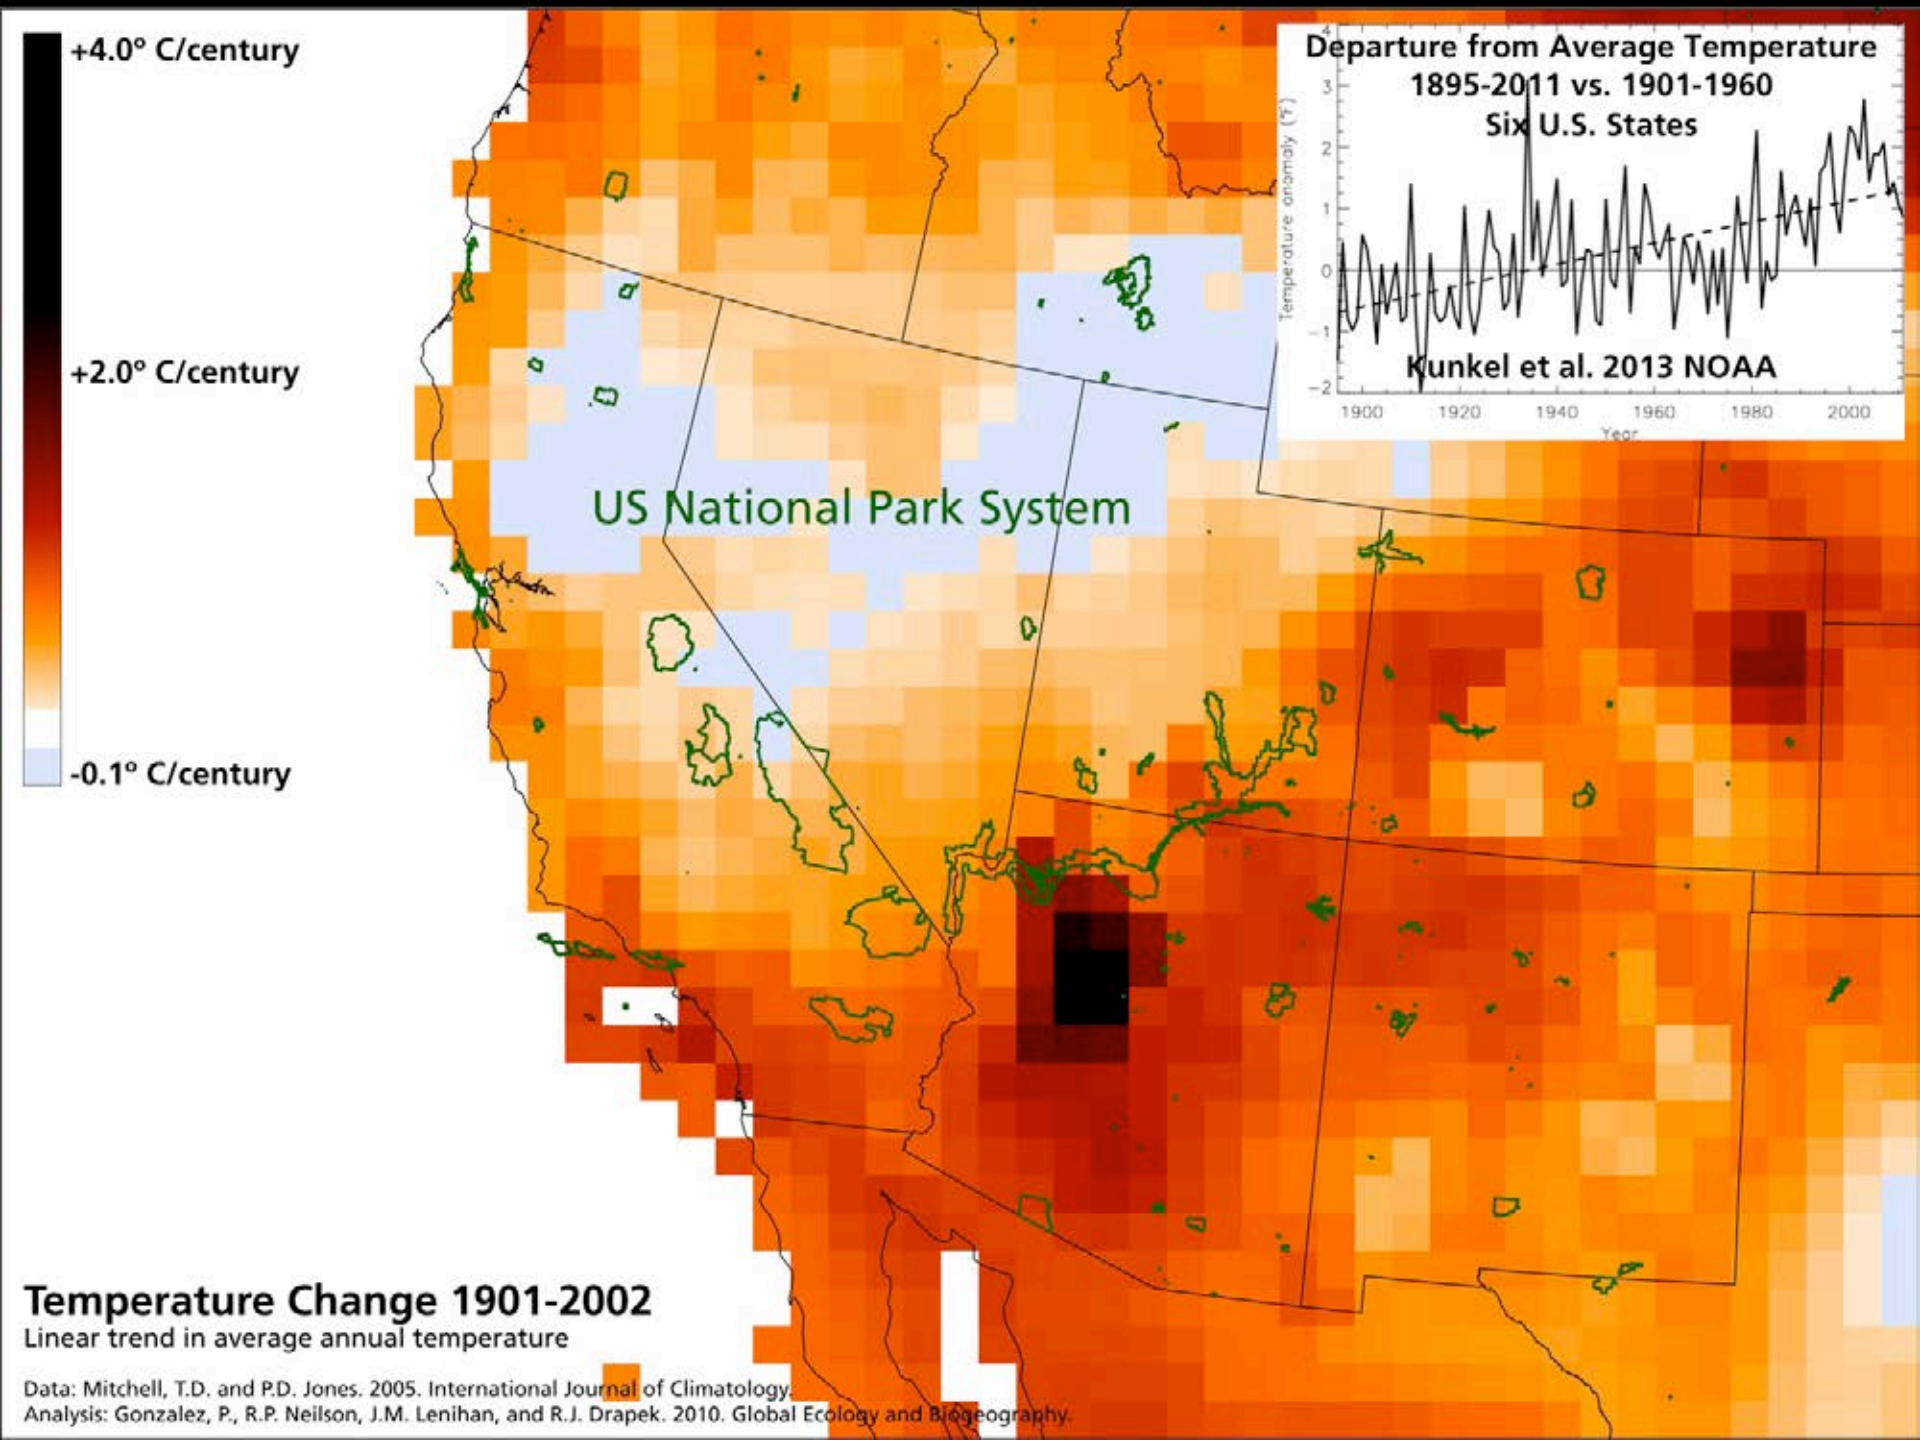 +4.0° C/century
+2.0° C/century
-0.1° C/century
Departure from Average Temperature
1895-2011 vs. 1901-1960
Six U.S. States
Temperature anomaly (°F)
4
3
2
1
0
−1
−2
Kunkel et al. 2013 NOAA
1900 1920 1940 1960 1980 2000
Year
US National Park System
Temperature Change 1901-2002
Linear trend in average annual temperature
Data: Mitchell, T.D. and P.D. Jones. 2005. International Journal of Climatology.
Analysis: Gonzalez, P., R.P. Neilson, J.M. Lenihan, and R.J. Drapek. 2010. Global Ecology and Biogeography.